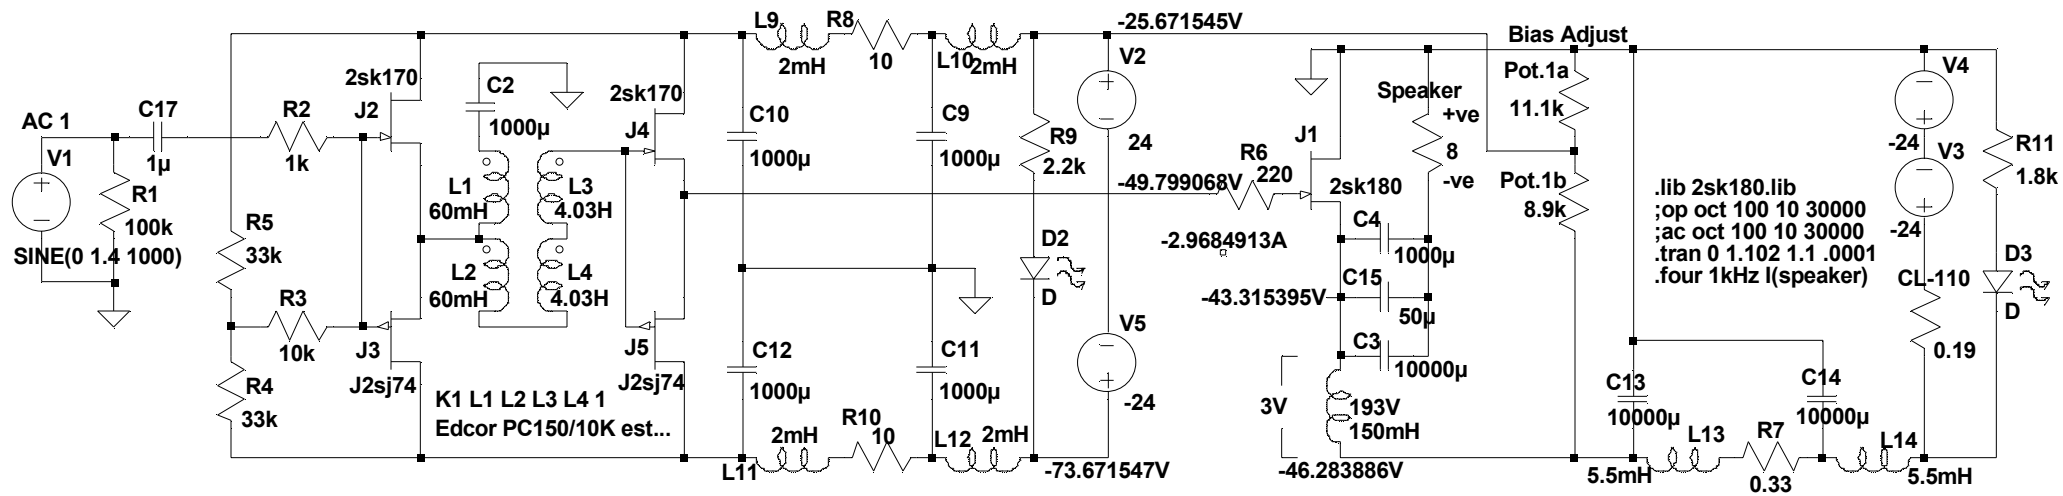 AC 1
V1
SINE(0 1.4 1000)
R1
100k
C17
1µ
R2
1k
R5
33k
R3
10k
R4
33k
2sk170
J2
J3
J2sj74
C2
1000µ
L1
60mH
L2
60mH
L3
4.03H
L4
4.03H
K1 L1 L2 L3 L4 1
Edcor PC150/10K est...
2sk170
J4
J5
J2sj74
L9
2mH
R8
10
L10
2mH
C10
1000µ
C9
1000µ
C12
1000µ
C11
1000µ
L11
2mH
R10
10
L12
2mH
R9
2.2k
D2
D
-25.671545V
V2
24
-49.799068V
V5
-24
-73.671547V
R6
220
J1
2sk180
-2.9684913A
-43.315395V
C4
1000µ
C15
50µ
C3
10000µ
3V
193V
150mH
-46.283886V
Speaker
+ve
8
-ve
Bias Adjust
Pot.1a
11.1k
Pot.1b
8.9k
.lib 2sk180.lib
;op oct 100 10 30000
;ac oct 100 10 30000
.tran 0 1.102 1.1 .0001
.four 1kHz I(speaker)
C13
10000µ
C14
10000µ
L13
5.5mH
R7
0.33
L14
5.5mH
V4
-24
V3
-24
CL-110
0.19
R11
1.8k
D3
D